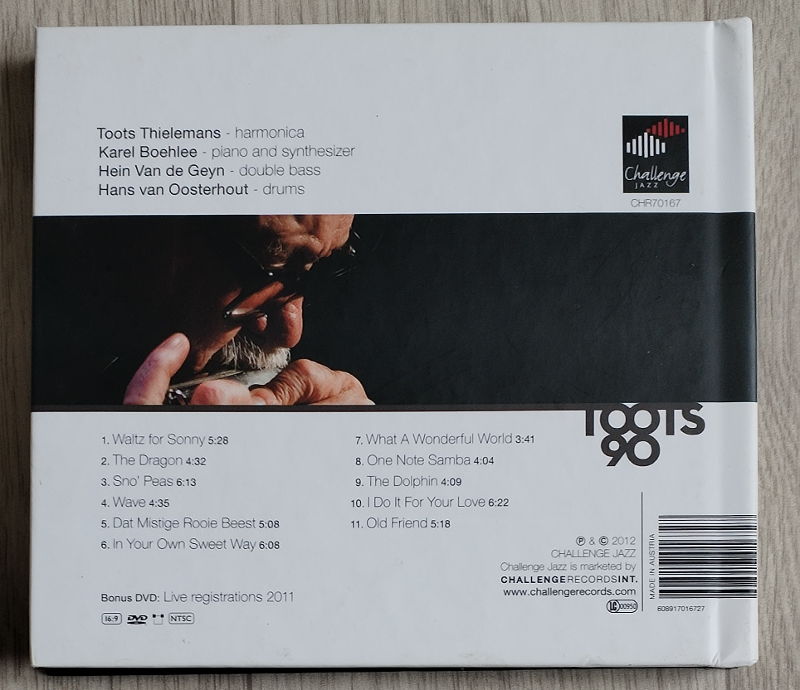 Toots Thielemans - harmonica
Karel Boehlee - piano and synthesizer
Hein Van de Geyn - double bass
Hans van Oosterhout - drums
Challenge
JAZZ
CHR70167
TOOTS
90
1. Waltz for Sonny 5:28
2. The Dragon 4:32
3. Sno' Peas 6:13
4. Wave 4:35
5. Dat Mistige Rooie Beest 5:08
6. In Your Own Sweet Way 6:08
7. What A Wonderful World 3:41
8. One Note Samba 4:04
9. The Dolphin 4:09
10. I Do It For Your Love 6:22
11. Old Friend 5:18
Bonus DVD: Live registrations 2011
16:9 DVD NTSC
℗ & © 2012
CHALLENGE JAZZ
Challenge Jazz is marketed by
CHALLENGERECORDSINT.
www.challengerecords.com
LC 00950
MADE IN AUSTRIA
608917016727